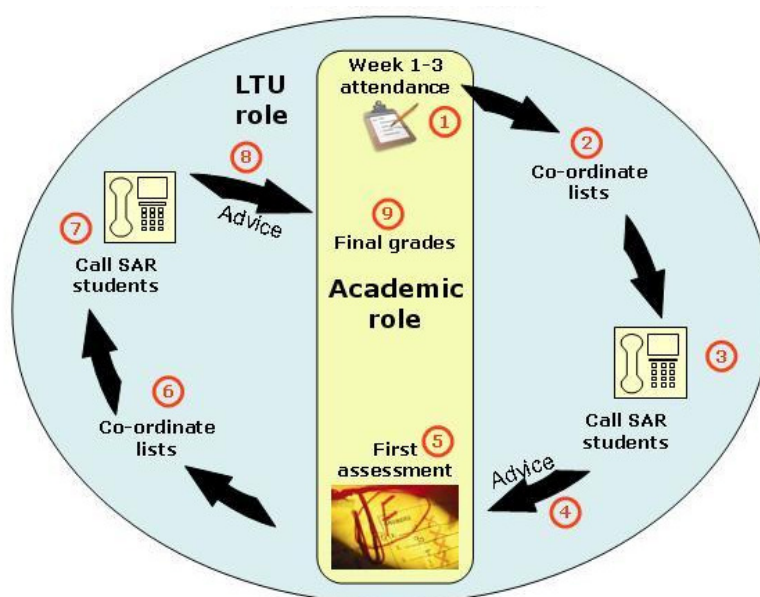 Week 1-3
attendance
1
LTU
role
2
Co-ordinate
lists
8
Advice
7
Call SAR
students
9
Final grades
Academic
role
3
Call SAR
students
6
Co-ordinate
lists
5
First
assessment
Advice
4
F